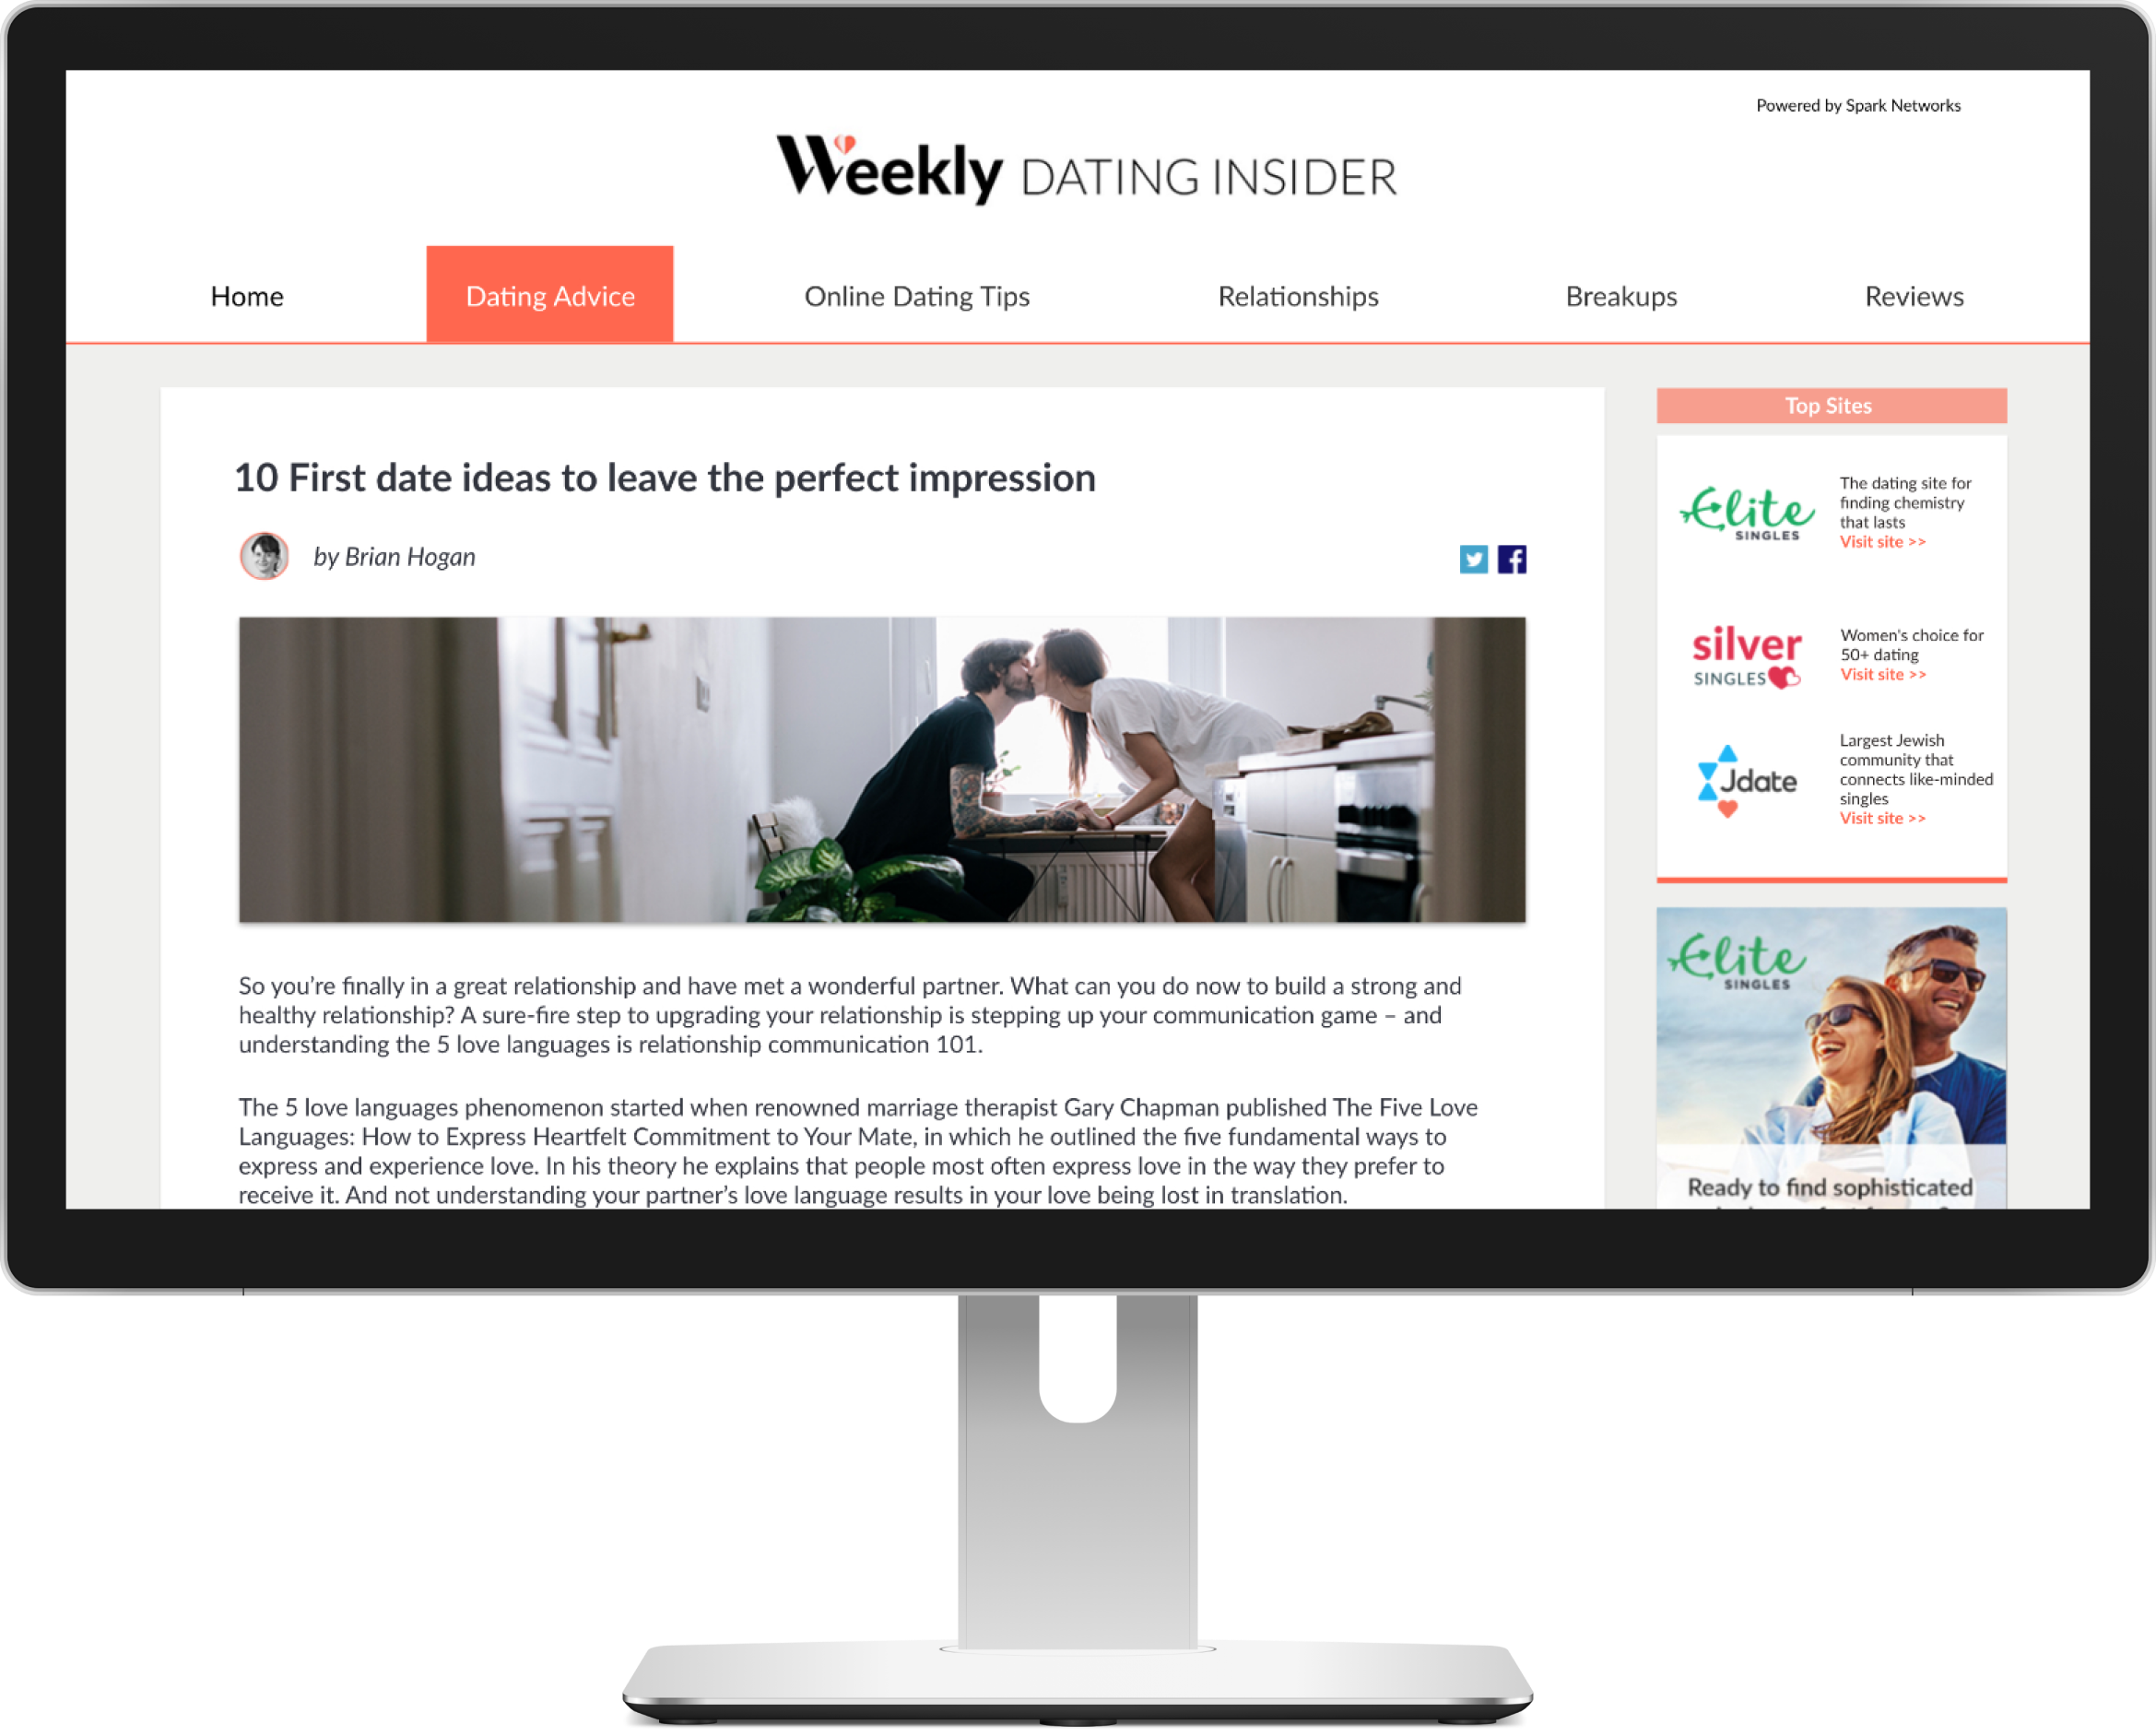 Powered by Spark Networks
Weekly DATING INSIDER
Home
Dating Advice
Online Dating Tips
Relationships
Breakups
Reviews
10 First date ideas to leave the perfect impression
by Brian Hogan
So you’re finally in a great relationship and have met a wonderful partner. What can you do now to build a strong and
healthy relationship? A sure-fire step to upgrading your relationship is stepping up your communication game – and
understanding the 5 love languages is relationship communication 101.
The 5 love languages phenomenon started when renowned marriage therapist Gary Chapman published The Five Love
Languages: How to Express Heartfelt Commitment to Your Mate, in which he outlined the five fundamental ways to
express and experience love. In his theory he explains that people most often express love in the way they prefer to
receive it. And not understanding your partner’s love language results in your love being lost in translation.
Top Sites
Elite
SINGLES
The dating site for
finding chemistry
that lasts
Visit site >>
silver
SINGLES
Women's choice for
50+ dating
Visit site >>
Jdate
Largest Jewish
community that
connects like-minded
singles
Visit site >>
Elite
SINGLES
Ready to find sophisticated